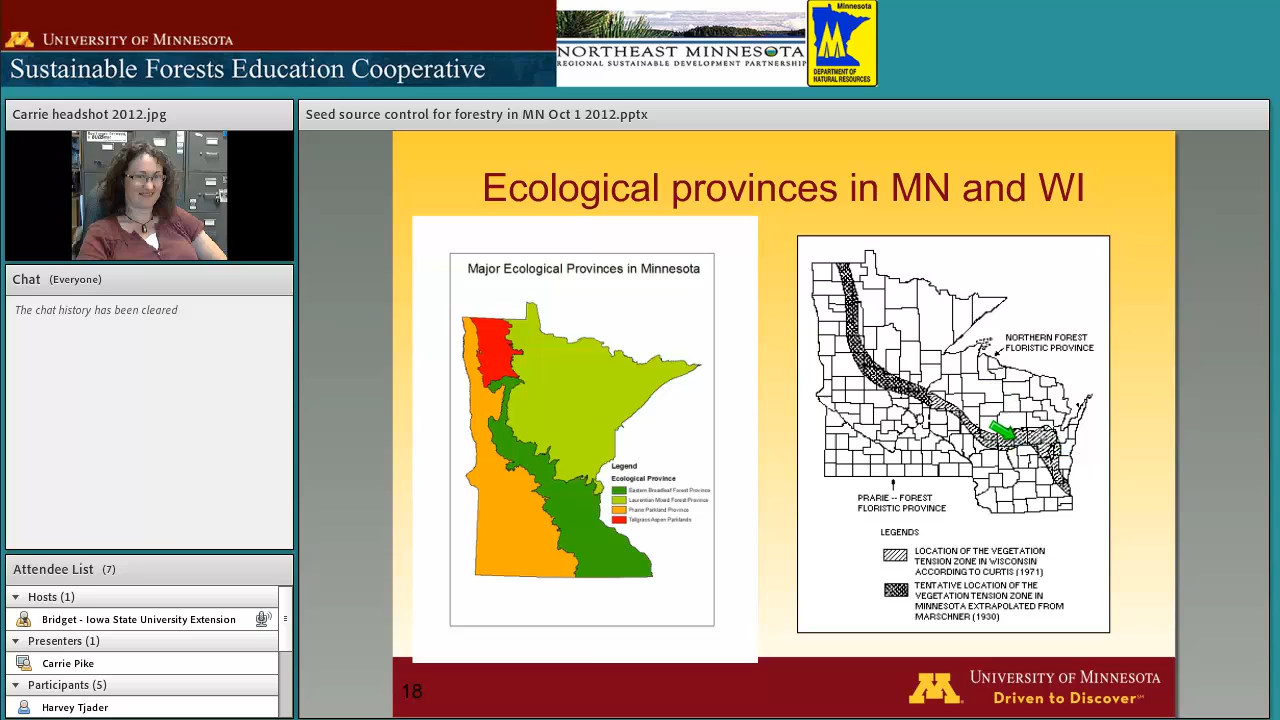 UNIVERSITY OF MINNESOTA
Sustainable Forests Education Cooperative
NORTHEAST MINNESOTA
REGIONAL SUSTAINABLE DEVELOPMENT PARTNERSHIP
Minnesota
DEPARTMENT OF
NATURAL RESOURCES
Carrie headshot 2012.jpg
Chat (Everyone)
The chat history has been cleared
Attendee List (7)
Hosts (1)
Bridget - Iowa State University Extension
Presenters (1)
Carrie Pike
Participants (5)
Harvey Tjader
Seed source control for forestry in MN Oct 1 2012.pptx
Ecological provinces in MN and WI
Major Ecological Provinces in Minnesota
Legend
Ecological Province
Eastern Broadleaf Forest Province
Laurentian Mixed Forest Province
Prairie Parkland Province
Tallgrass Aspen Parklands
NORTHERN FOREST
FLORISTIC PROVINCE
PRARIE -- FOREST
FLORISTIC PROVINCE
LEGENDS
LOCATION OF THE VEGETATION
TENSION ZONE IN WISCONSIN
ACCORDING TO CURTIS (1971)
TENTATIVE LOCATION OF THE
VEGETATION TENSION ZONE IN
MINNESOTA EXTRAPOLATED FROM
MARSCHNER (1930)
18
UNIVERSITY OF MINNESOTA
Driven to Discover℠